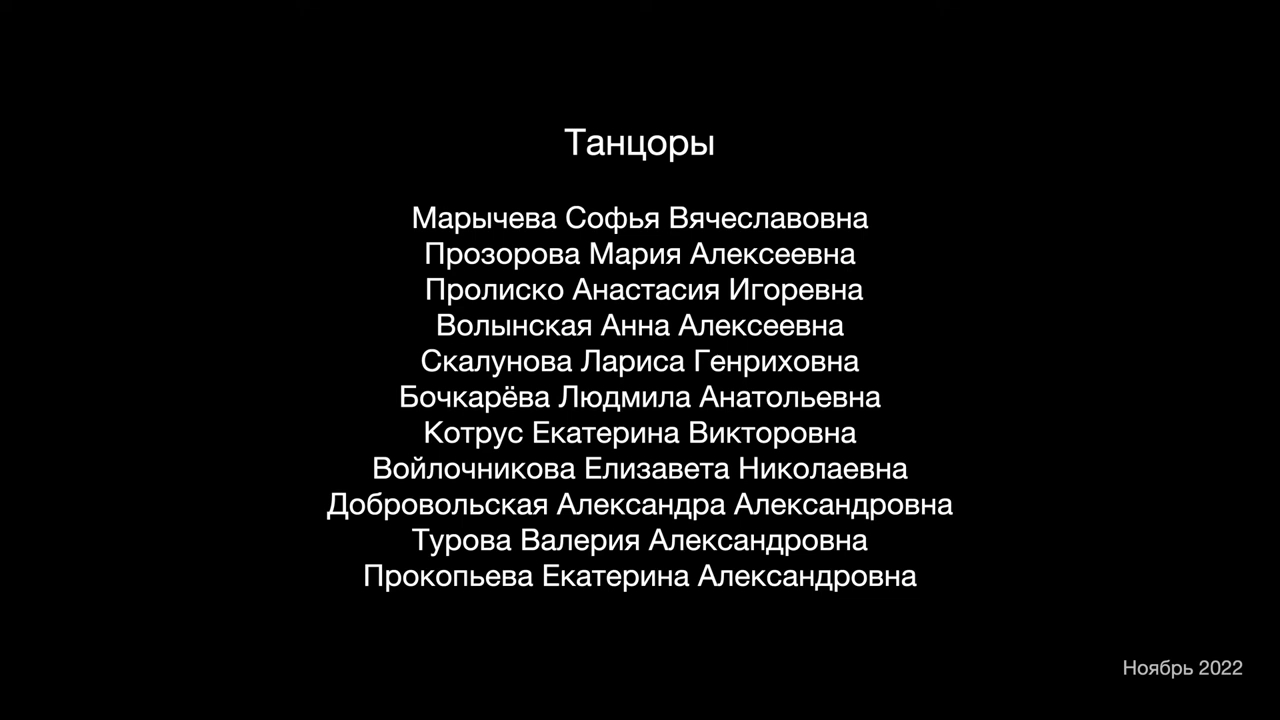 Танцоры
Марычева Софья Вячеславовна
Прозорова Мария Алексеевна
Пролиско Анастасия Игоревна
Волынская Анна Алексеевна
Скалунова Лариса Генриховна
Бочкарёва Людмила Анатольевна
Котрус Екатерина Викторовна
Войлочникова Елизавета Николаевна
Добровольская Александра Александровна
Турова Валерия Александровна
Прокопьева Екатерина Александровна
Ноябрь 2022